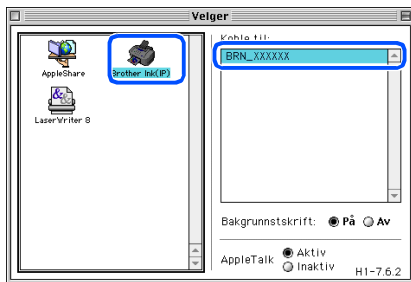 Velger
AppleShare
Brother Ink(IP)
LaserWriter 8
Koble til:
BRN_XXXXXX
Bakgrunnstskrift: På Av
AppleTalk Aktiv
Inaktiv
H1-7.6.2